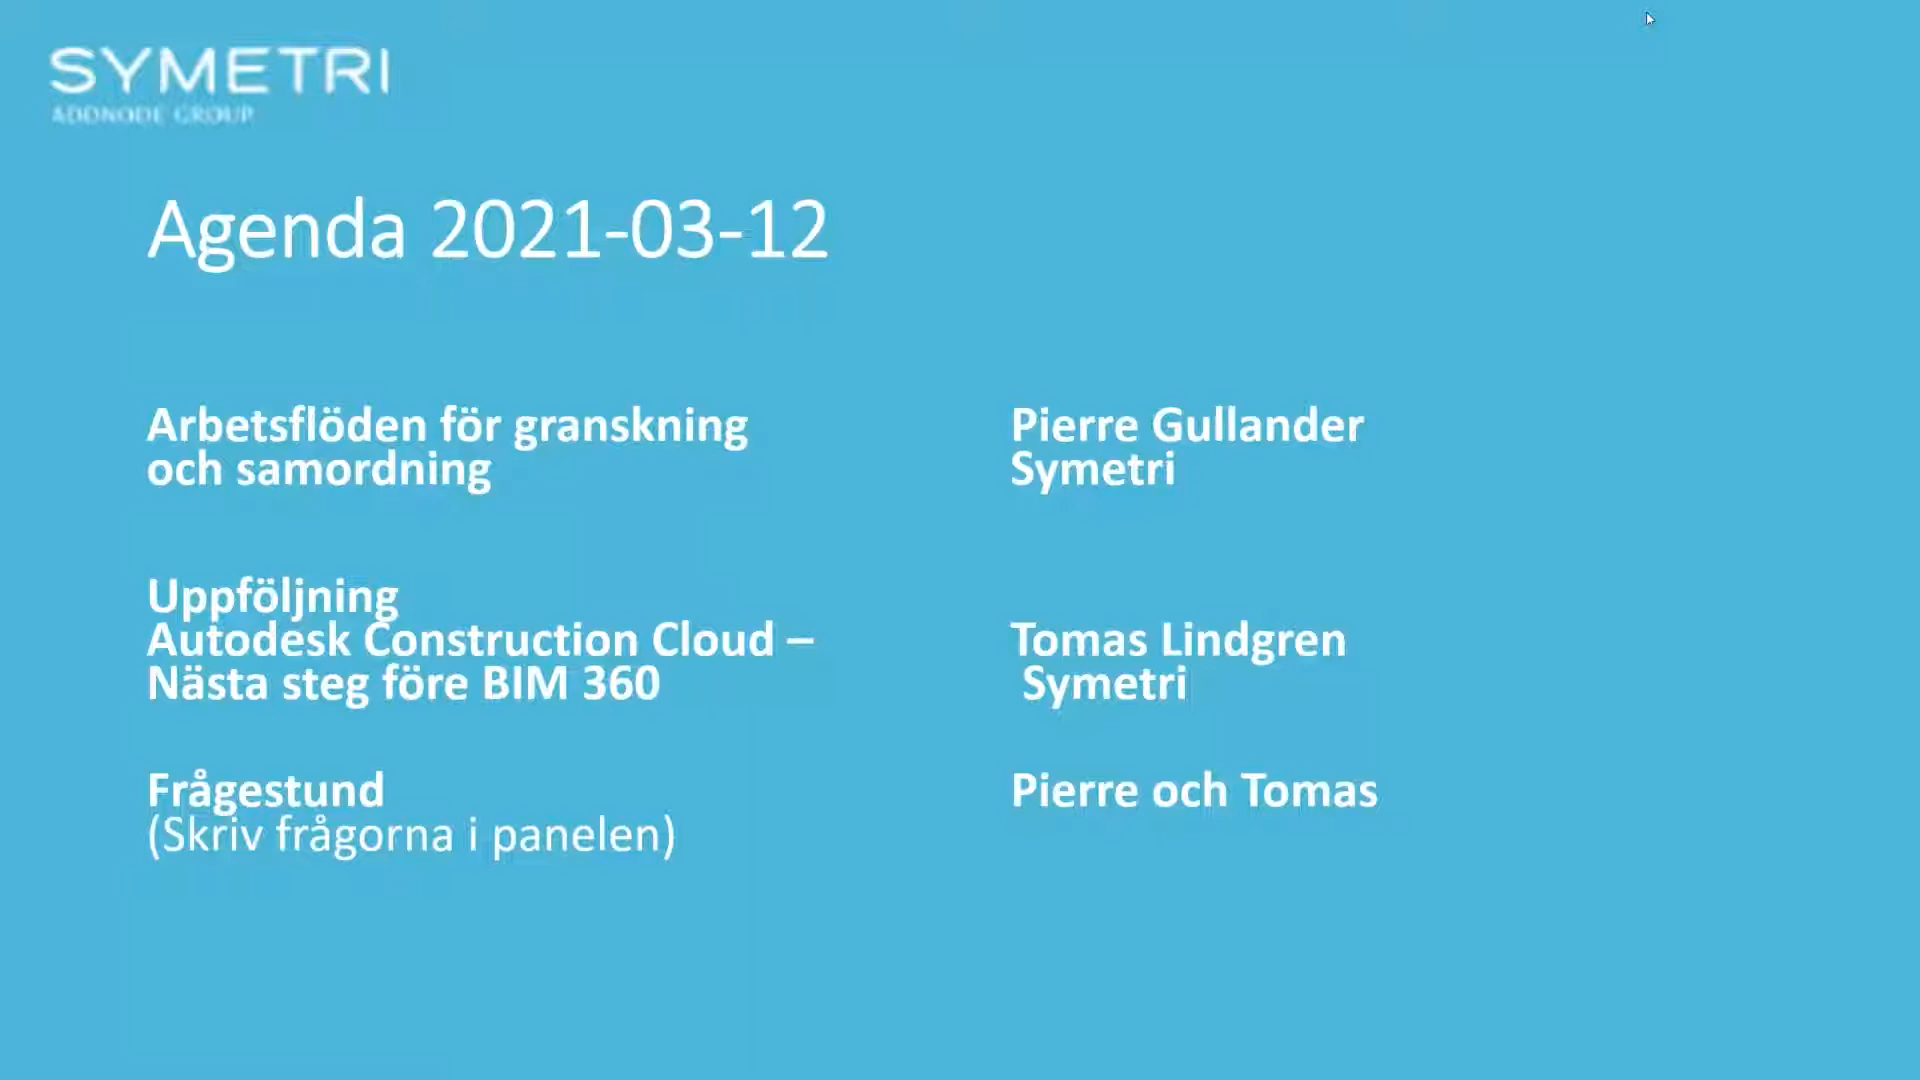 SYMETRI
ADDNODE GROUP
Agenda 2021-03-12
Arbetsflöden för granskning
och samordning
Pierre Gullander
Symetri
Uppföljning
Autodesk Construction Cloud –
Nästa steg före BIM 360
Tomas Lindgren
Symetri
Frågestund
(Skriv frågorna i panelen)
Pierre och Tomas